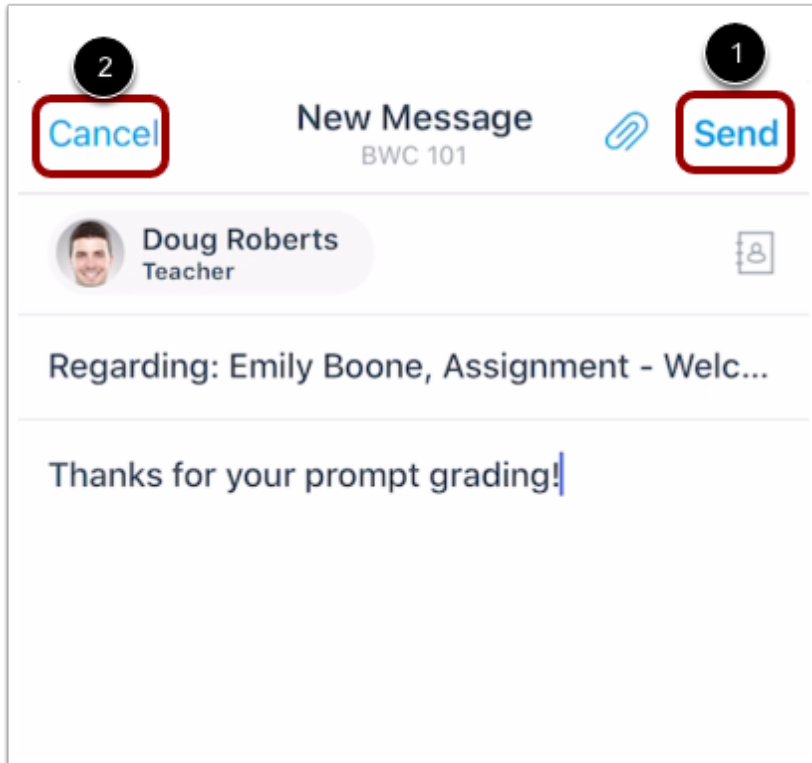 2
1
Cancel
New Message
Send
BWC 101
Doug Roberts
Teacher
Regarding: Emily Boone, Assignment - Welc...
Thanks for your prompt grading!